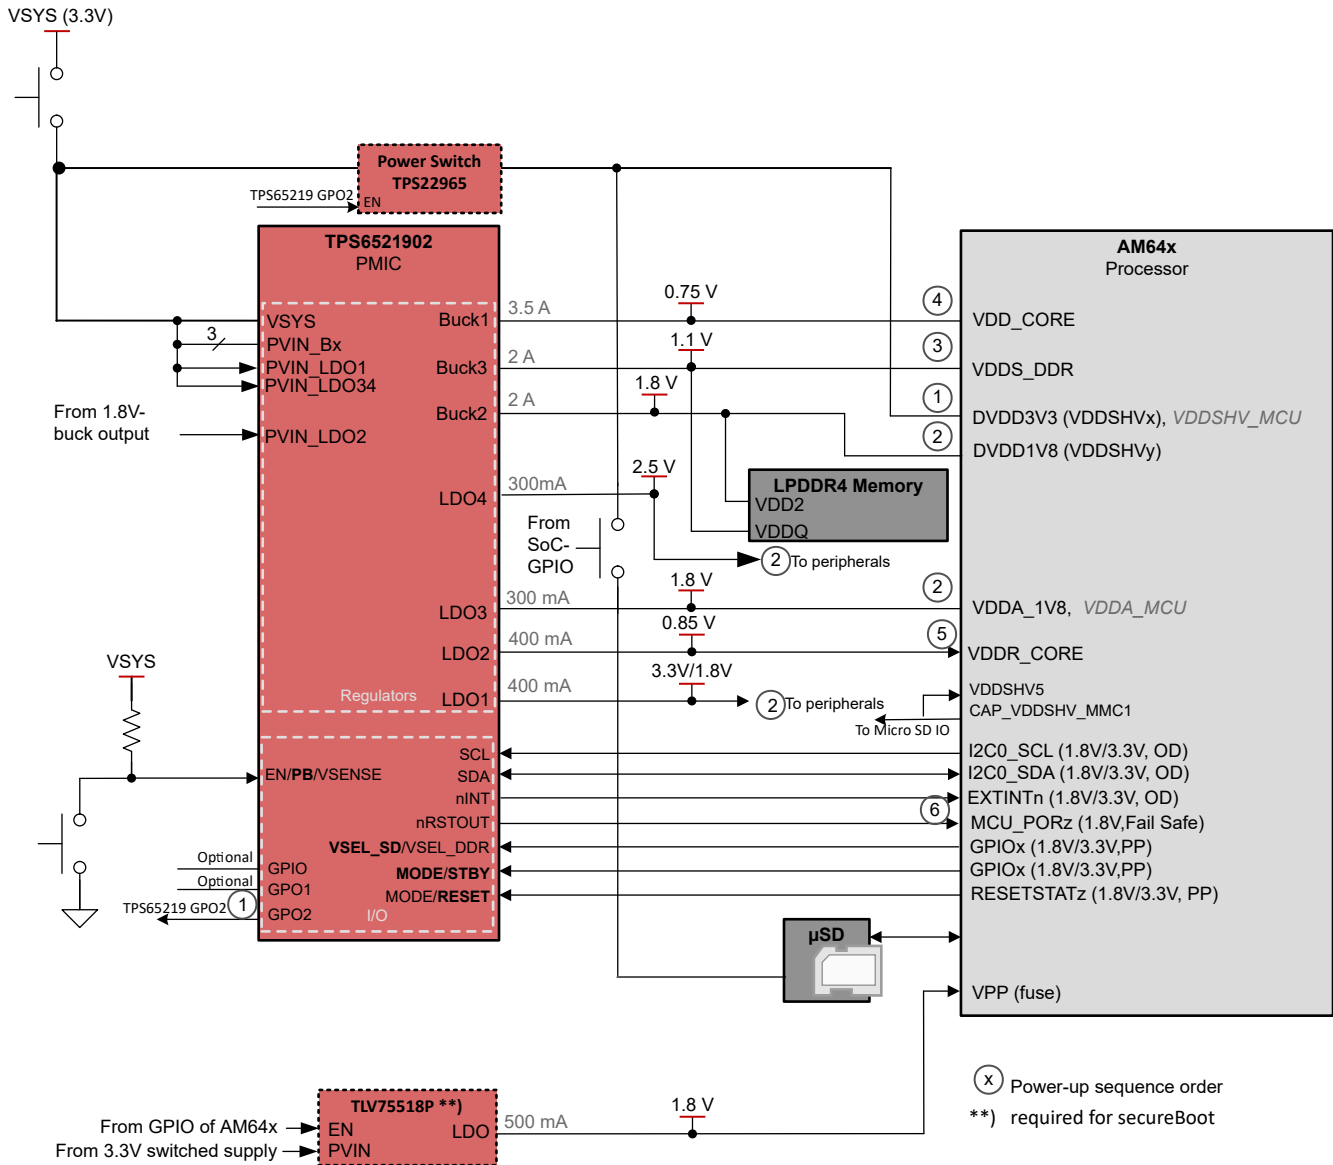 VSYS (3.3V)
Power Switch
TPS22965
TPS65219 GPO2
EN
TPS6521902
PMIC
AM64x
Processor
VSYS
PVIN_Bx
PVIN_LDO1
PVIN_LDO34
PVIN_LDO2
3
From 1.8V-
buck output
Buck1
3.5 A
0.75 V
4
VDD_CORE
Buck3
2 A
1.1 V
3
VDDS_DDR
Buck2
2 A
1.8 V
1
DVDD3V3 (VDDSHVx), VDDSHV_MCU
2
DVDD1V8 (VDDSHVy)
LDO4
300mA
2.5 V
LPDDR4 Memory
VDD2
VDDQ
From
SoC-
GPIO
2
To peripherals
LDO3
300 mA
1.8 V
2
VDDA_1V8, VDDA_MCU
LDO2
400 mA
0.85 V
5
VDDR_CORE
LDO1
400 mA
3.3V/1.8V
2
To peripherals
Regulators
VDDSHV5
CAP_VDDSHV_MMC1
To Micro SD IO
VSYS
EN/PB/VSENSE
SCL
I2C0_SCL (1.8V/3.3V, OD)
SDA
I2C0_SDA (1.8V/3.3V, OD)
nINT
EXTINTn (1.8V/3.3V, OD)
nRSTOUT
6
MCU_PORz (1.8V,Fail Safe)
VSEL_SD/VSEL_DDR
GPIOx (1.8V/3.3V,PP)
MODE/STBY
GPIOx (1.8V/3.3V,PP)
MODE/RESET
RESETSTATz (1.8V/3.3V, PP)
Optional
GPIO
Optional
GPO1
TPS65219 GPO2
1
GPO2
I/O
µSD
VPP (fuse)
TLV75518P **)
From GPIO of AM64x
EN
From 3.3V switched supply
PVIN
LDO
500 mA
1.8 V
x
Power-up sequence order
**) required for secureBoot